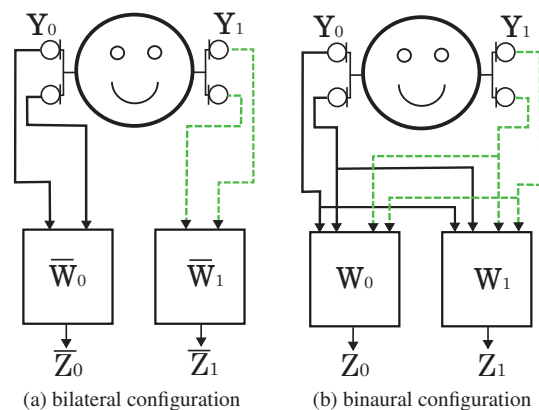 Y₀ Y₁ Y₀ Y₁
W̅₀ W̅₁ W₀ W₁
Z̅₀ Z̅₁ Z₀ Z₁
(a) bilateral configuration (b) binaural configuration